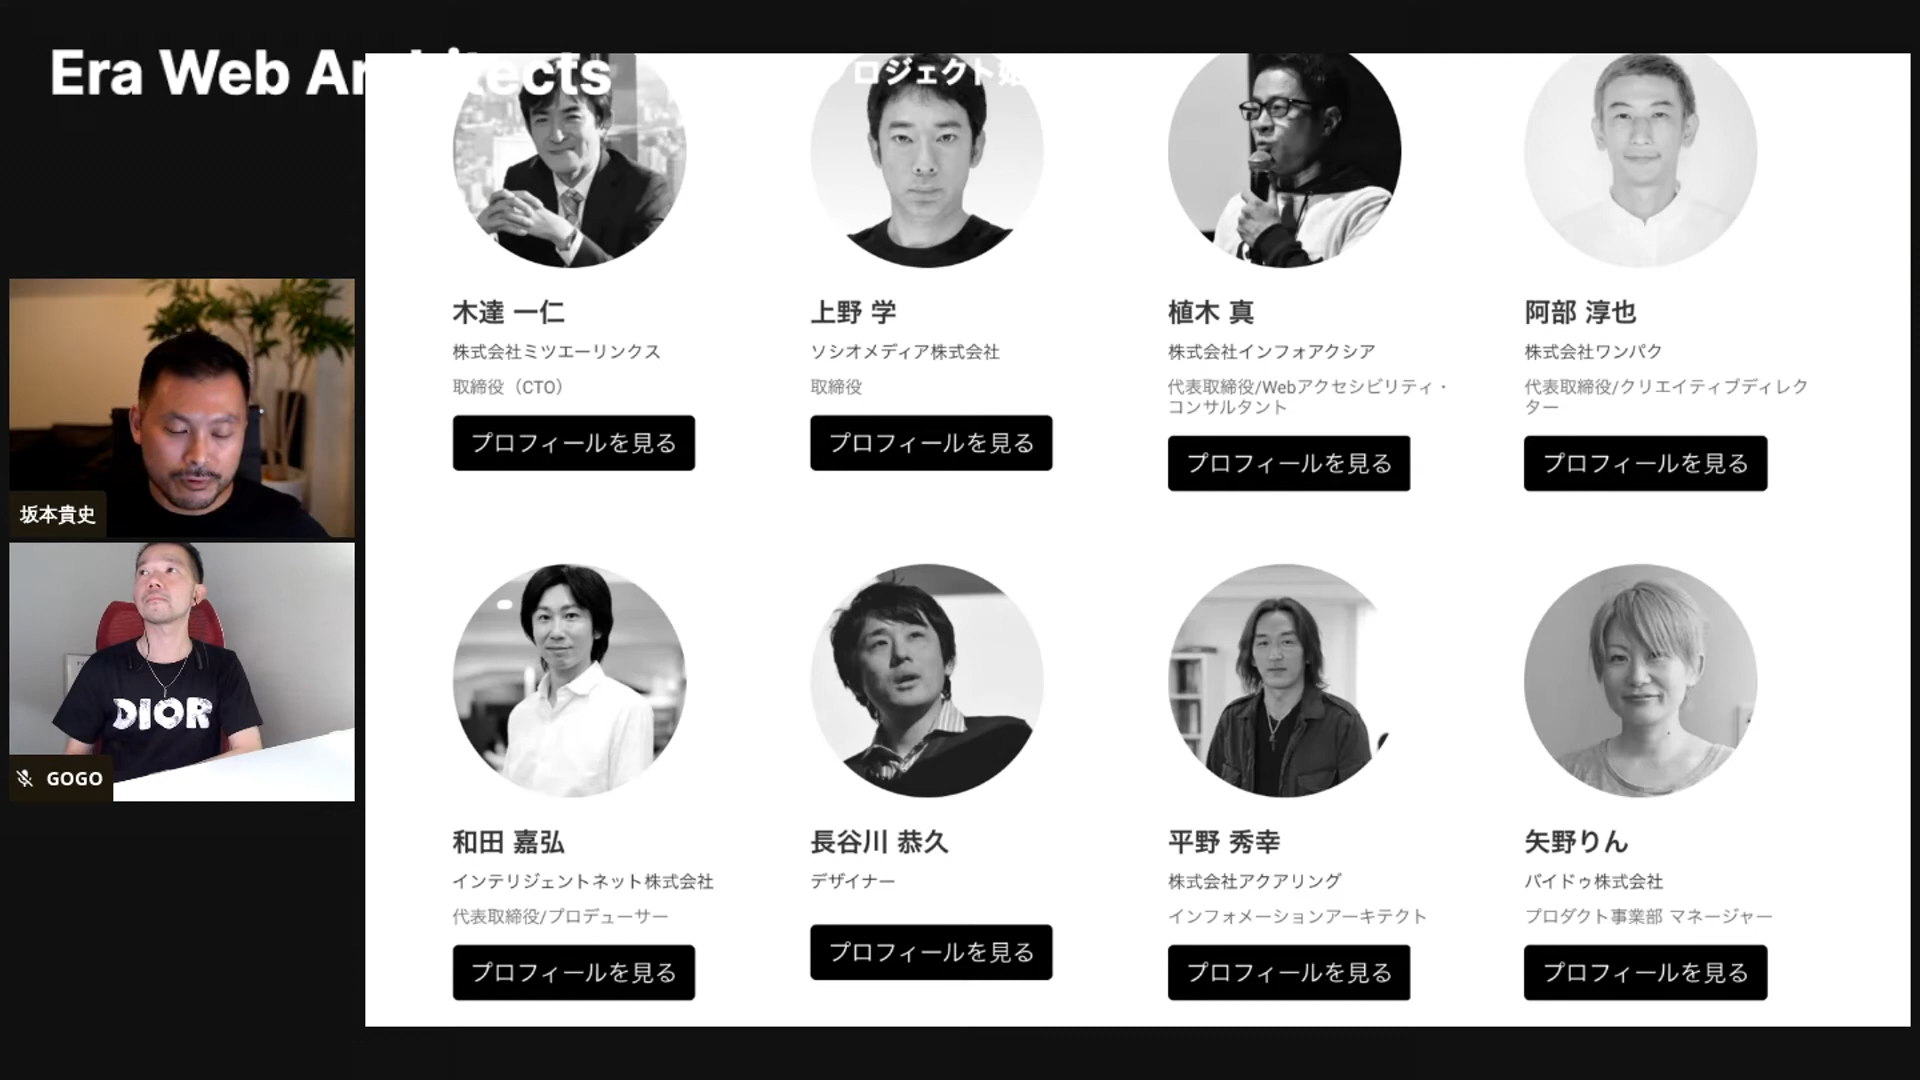 Era Web Architects
ロジェクト
木達 一仁
株式会社ミツエーリンクス
取締役（CTO）
プロフィールを見る
上野 学
ソシオメディア株式会社
取締役
プロフィールを見る
植木 真
株式会社インフォアクシア
代表取締役/Webアクセシビリティ・
コンサルタント
プロフィールを見る
阿部 淳也
株式会社ワンパク
代表取締役/クリエイティブディレク
ター
プロフィールを見る
坂本貴史
DIOR
GOGO
和田 嘉弘
インテリジェントネット株式会社
代表取締役/プロデューサー
プロフィールを見る
長谷川 恭久
デザイナー
プロフィールを見る
平野 秀幸
株式会社アクアリング
インフォメーションアーキテクト
プロフィールを見る
矢野りん
バイドゥ株式会社
プロダクト事業部 マネージャー
プロフィールを見る